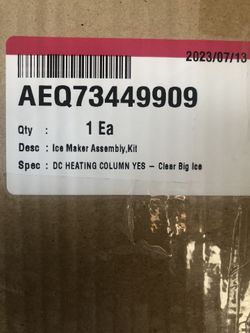 2023/07/13
AEQ73449909
Qty : 1 Ea
Desc : Ice Maker Assembly,Kit
Spec : DC HEATING COLUMN YES - Clear Big Ice